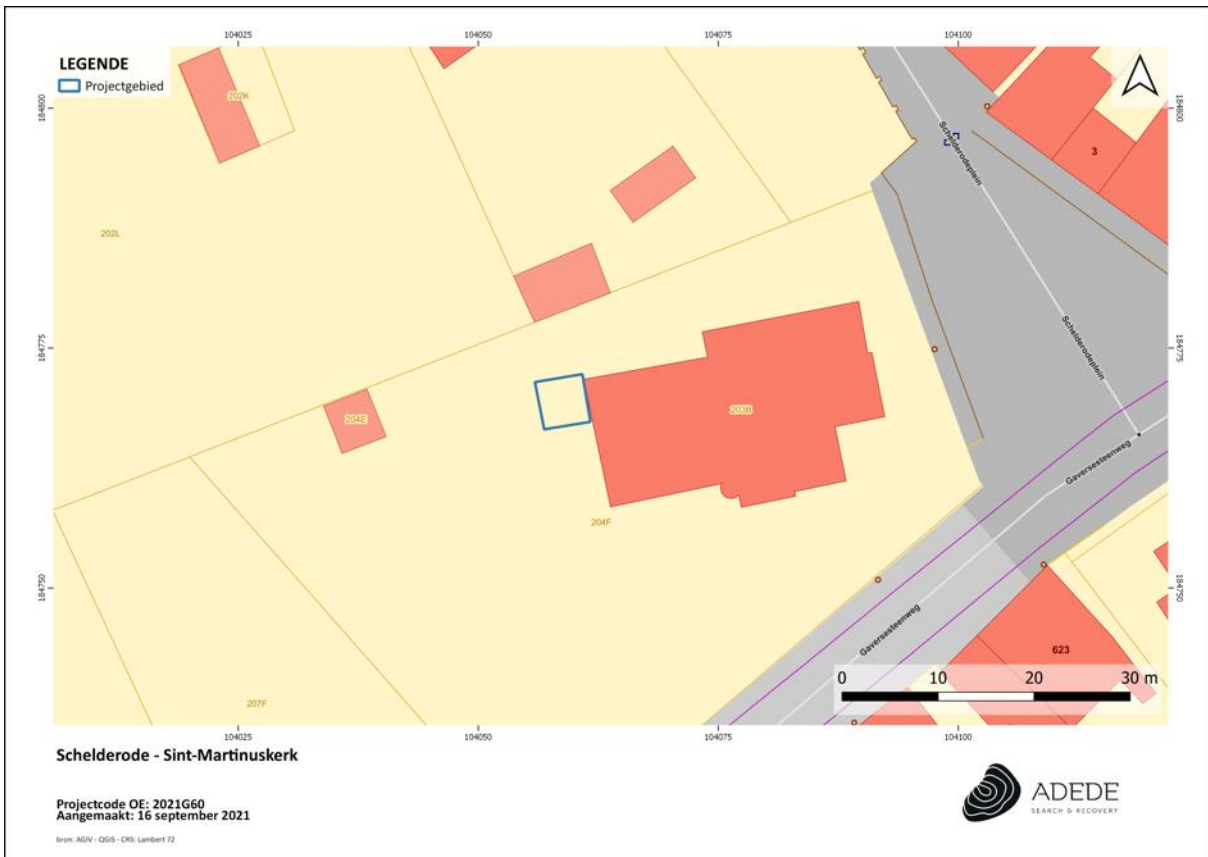 104025 104050 104075 104100
LEGENDE
Projectgebied
202K
184800
184800
Schelderodeplein
3
202L
Schelderodeplein
184775
184775
204E
203B
Gaversesteenweg
204F
184750
184750
Gaversesteenweg
623
0 10 20 30 m
207F
104025 104050 104075 104100
Schelderode - Sint-Martinuskerk
Projectcode OE: 2021G60
Aangemaakt: 16 september 2021
bron: AGIV - QGIS - CRS: Lambert 72
ADEDE
SEARCH & RECOVERY